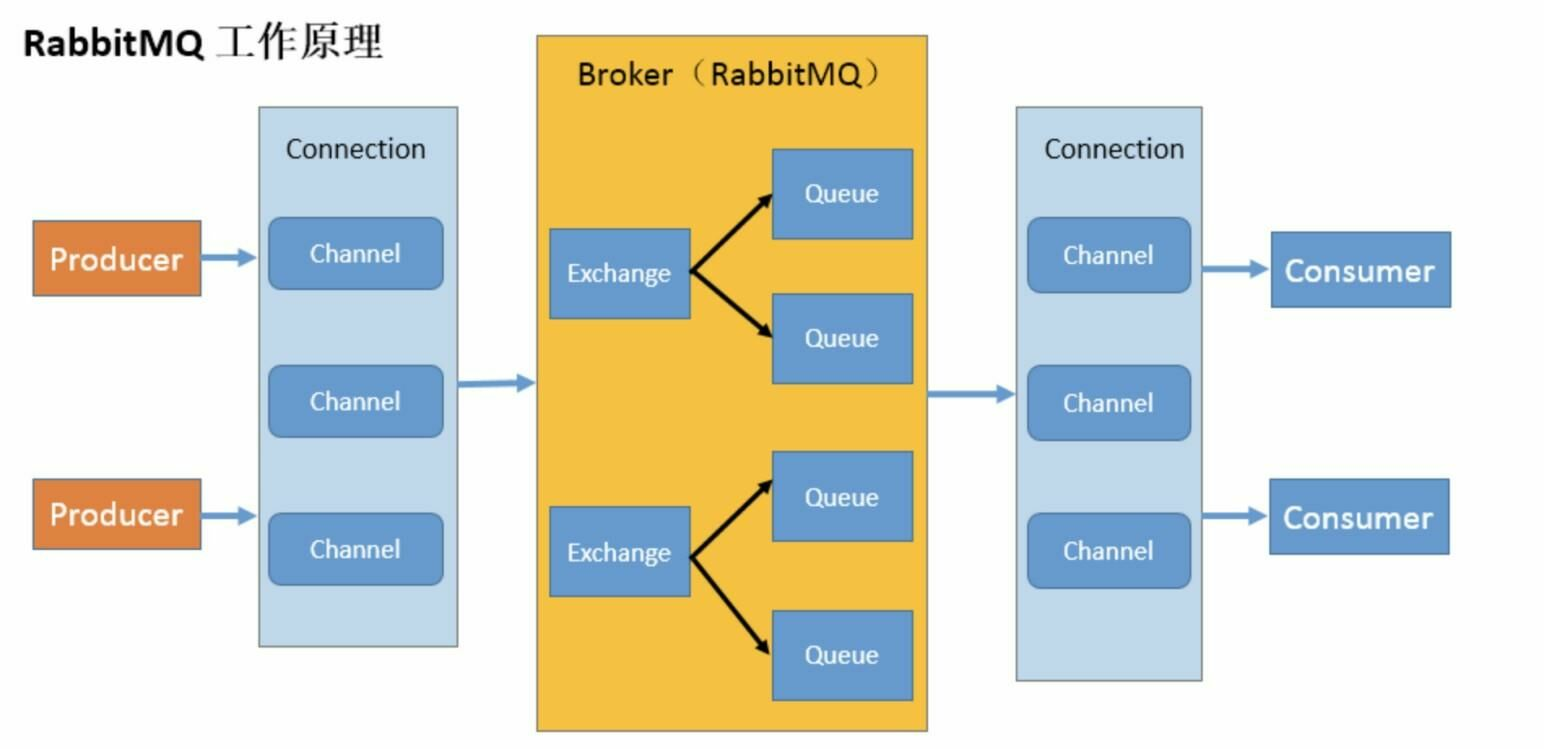 RabbitMQ 工作原理
Broker（RabbitMQ）
Connection
Connection
Producer
Producer
Channel
Channel
Channel
Exchange
Queue
Queue
Exchange
Queue
Queue
Channel
Channel
Channel
Consumer
Consumer